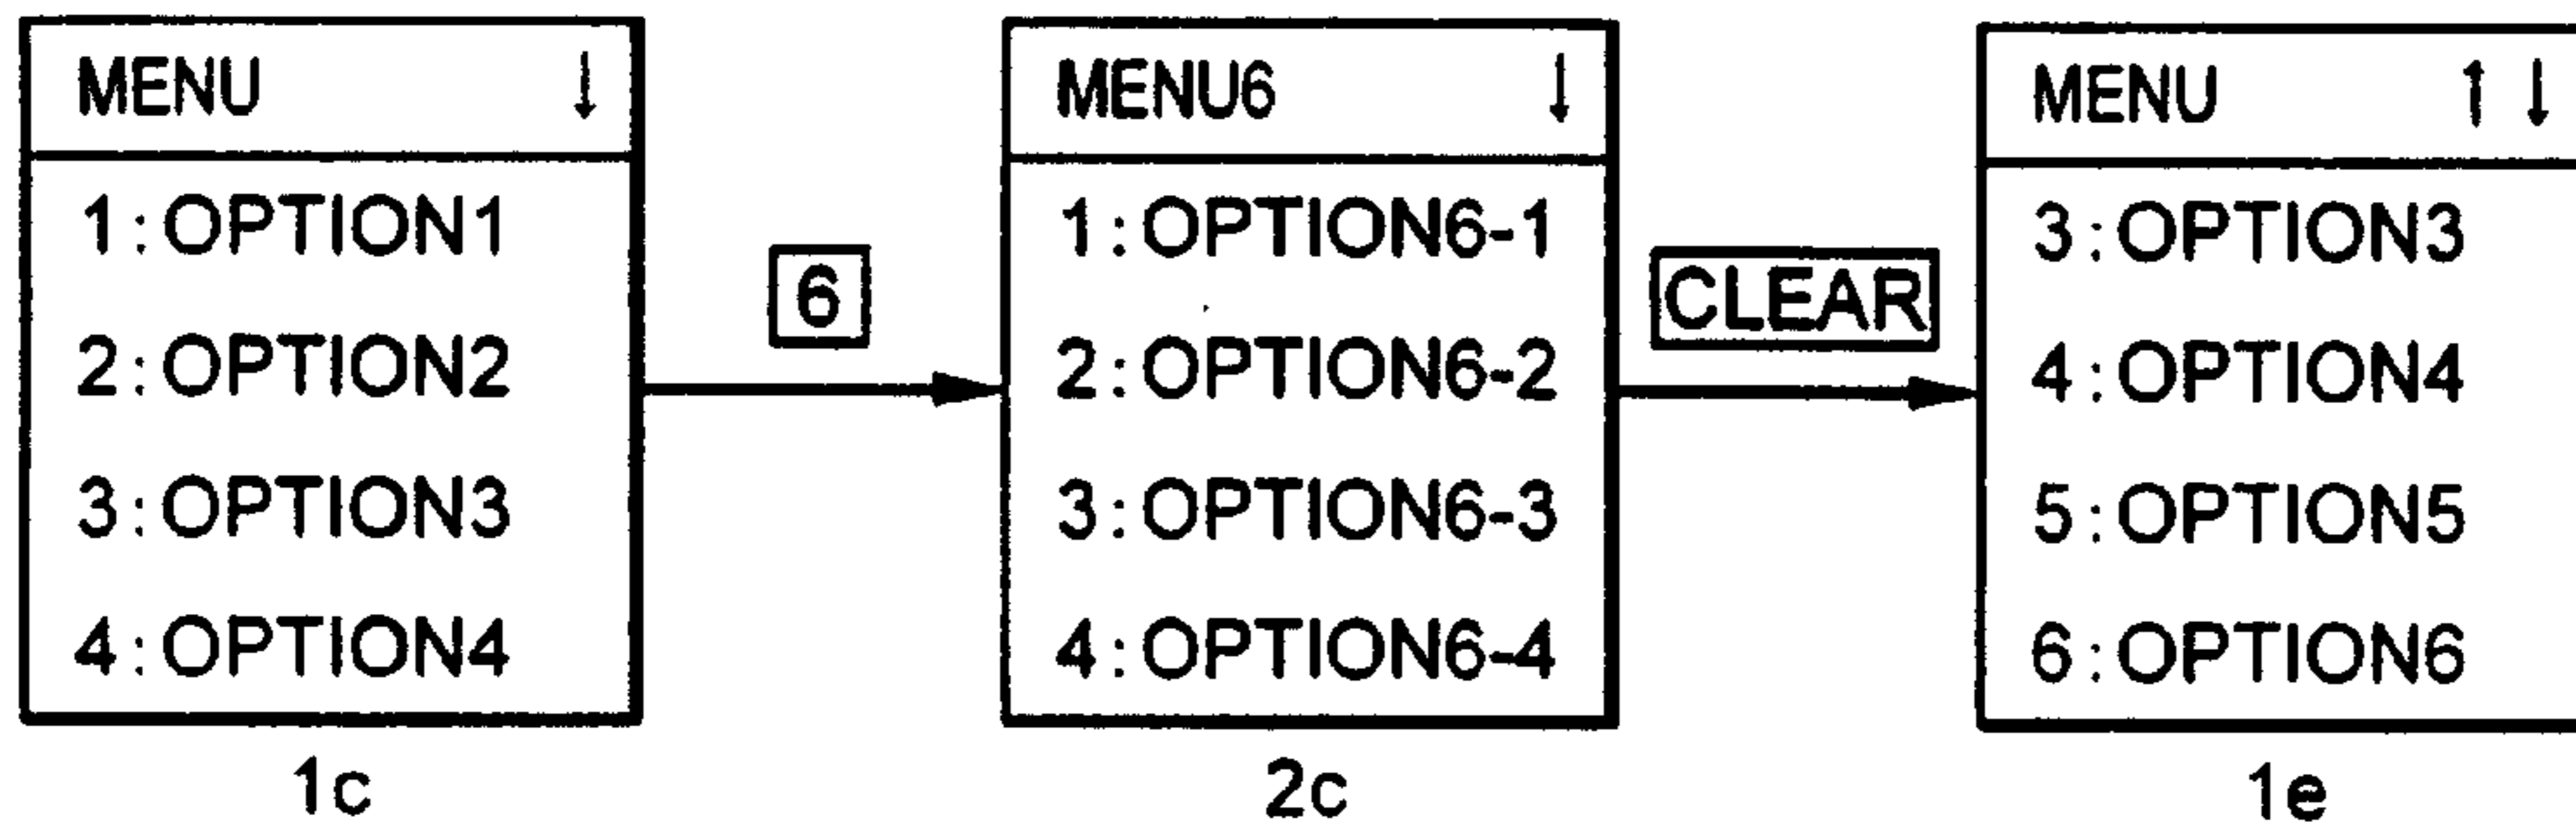 MENU ↓
1:OPTION1
2:OPTION2
3:OPTION3
4:OPTION4
1c
6
MENU6 ↓
1:OPTION6-1
2:OPTION6-2
3:OPTION6-3
4:OPTION6-4
2c
CLEAR
MENU ↑ ↓
3:OPTION3
4:OPTION4
5:OPTION5
6:OPTION6
1e